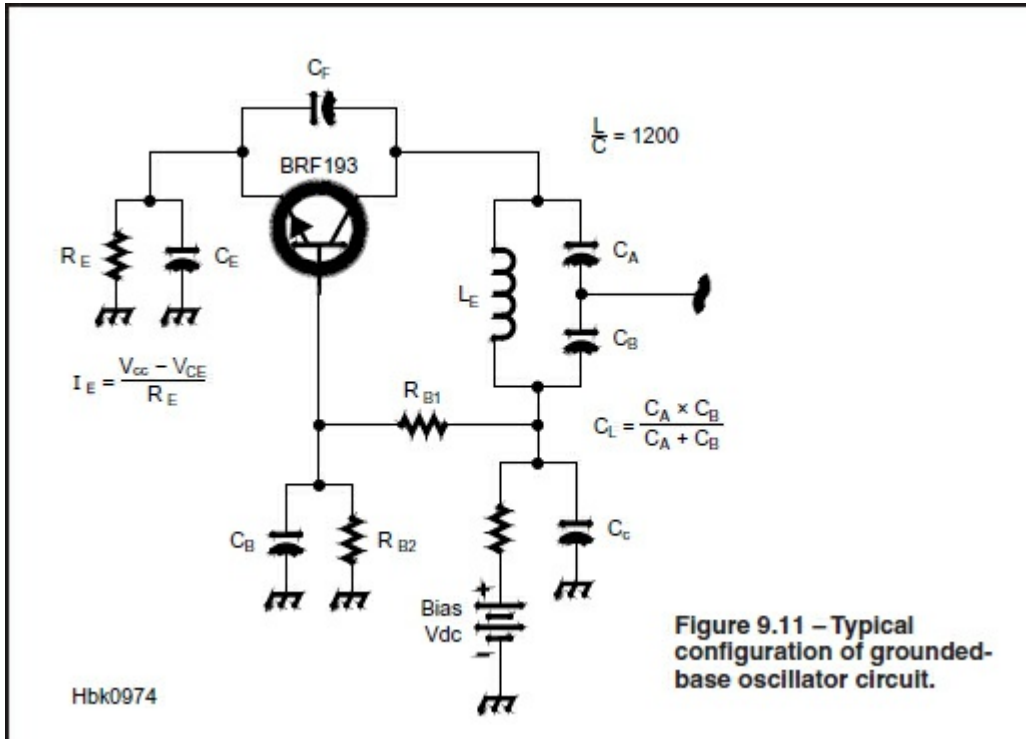 C_F
L/C = 1200
BRF193
R_E
C_E
C_A
L_E
C_B
I_E = (V_cc – V_CE) / R_E
R_B1
C_L = (C_A × C_B) / (C_A + C_B)
C_B
R_B2
C_c
+
Bias
Vdc
–
Figure 9.11 – Typical
configuration of grounded-
base oscillator circuit.
Hbk0974